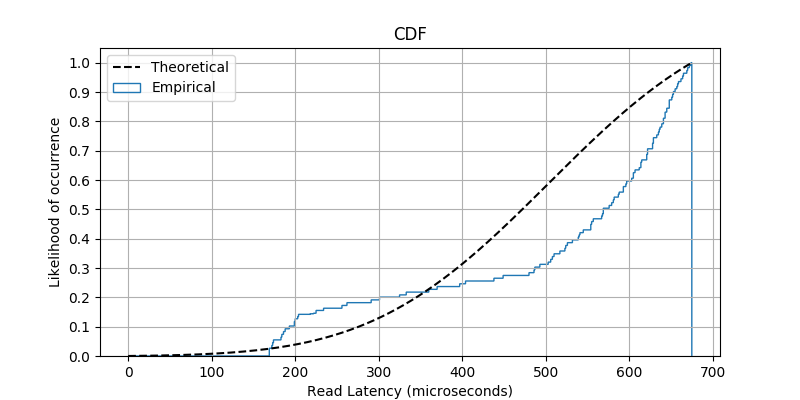 CDF
Theoretical
Empirical
Likelihood of occurrence
1.0
0.9
0.8
0.7
0.6
0.5
0.4
0.3
0.2
0.1
0.0
0 100 200 300 400 500 600 700
Read Latency (microseconds)